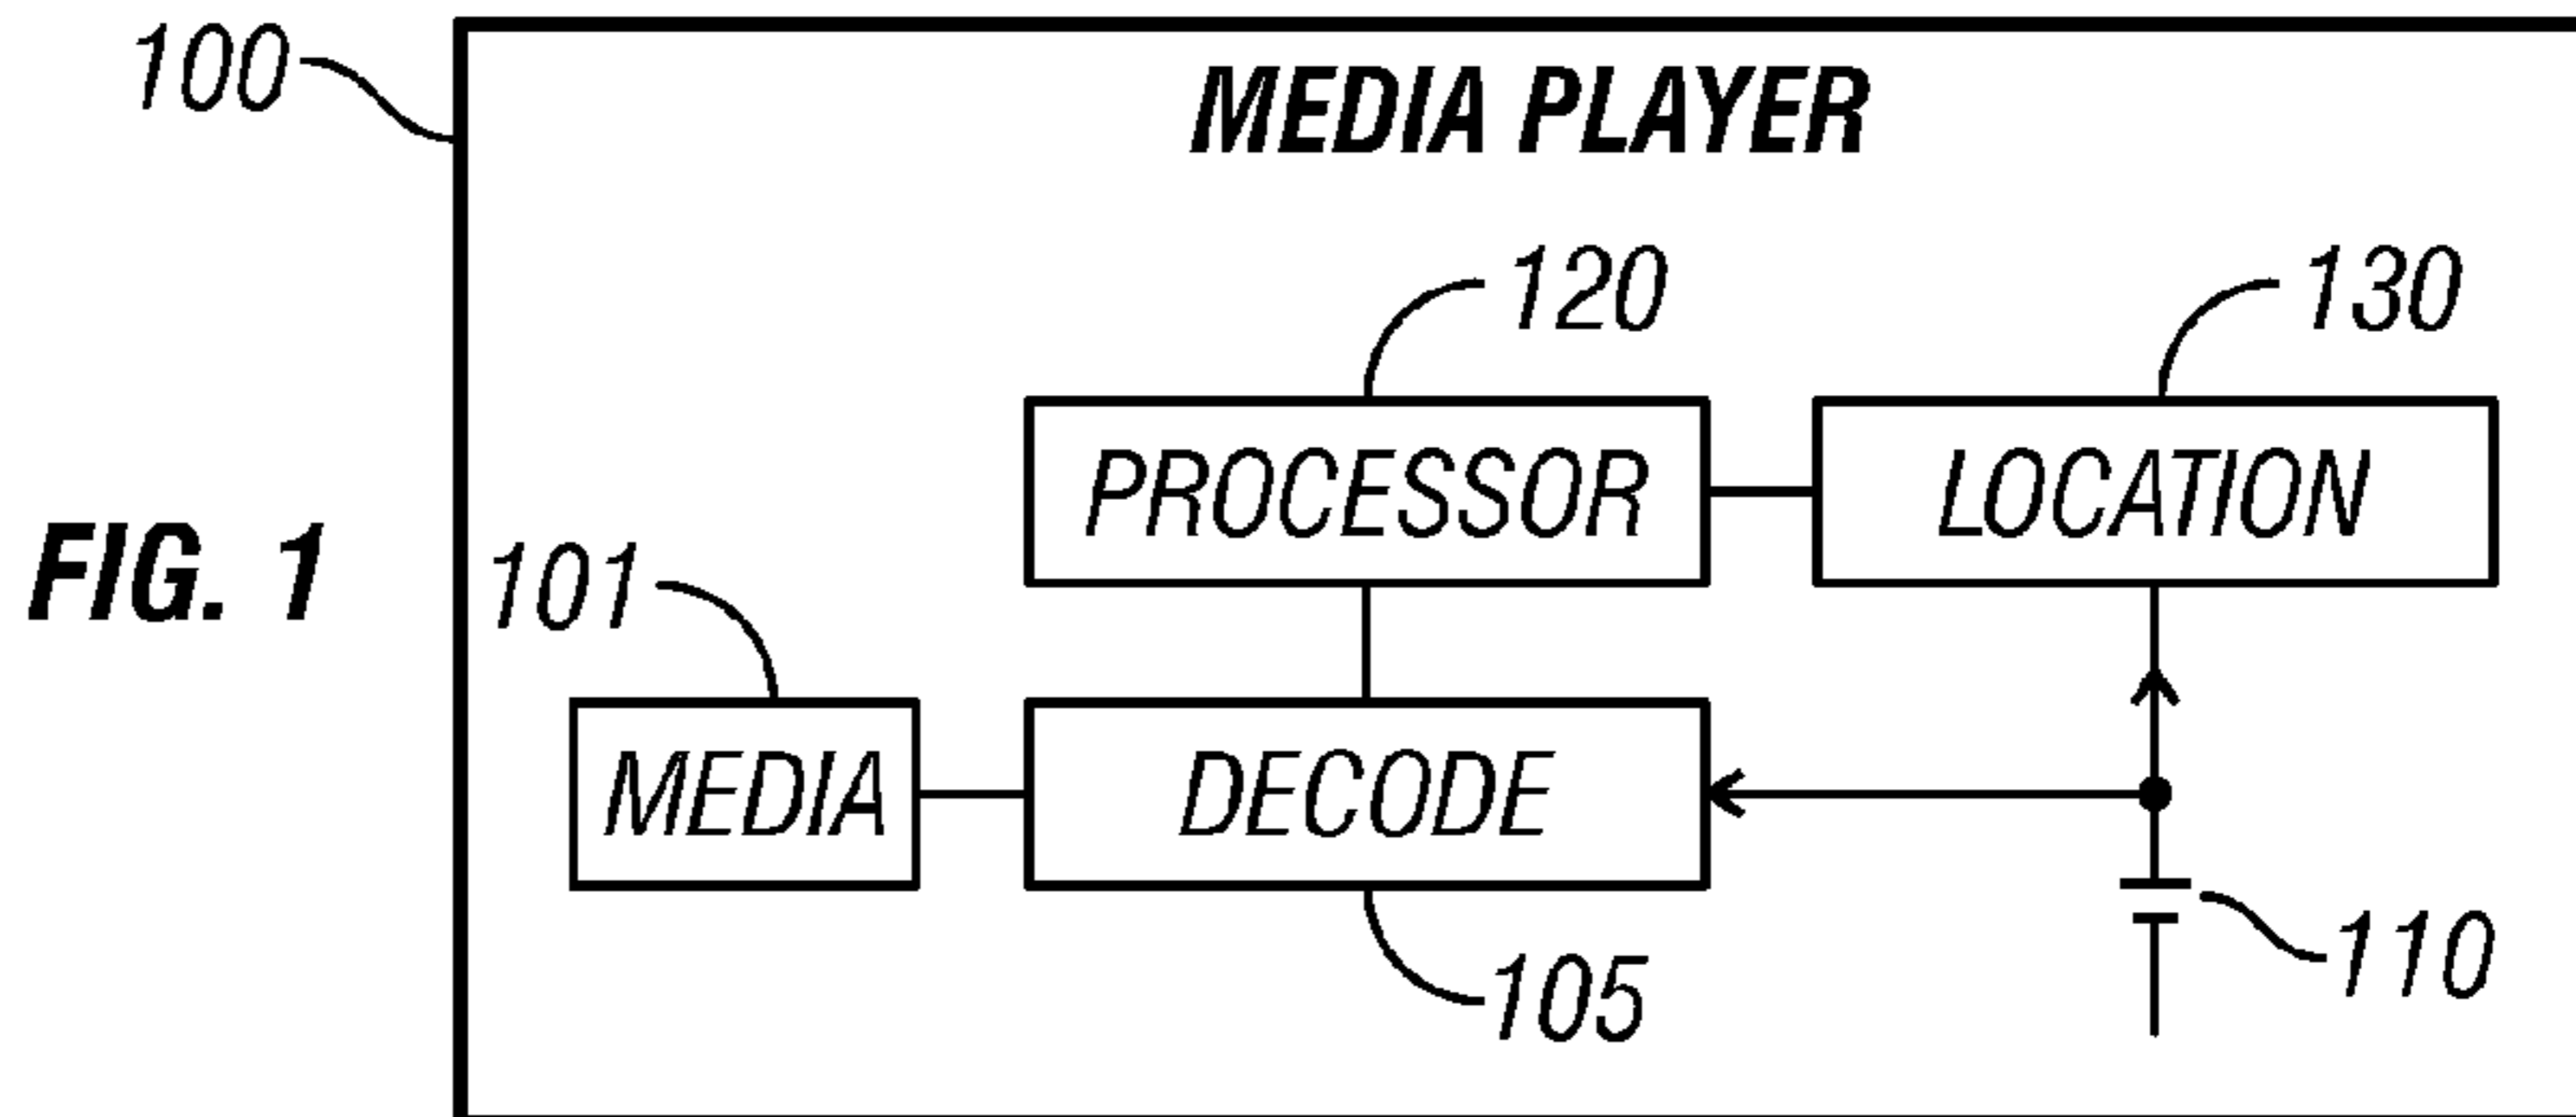 100
MEDIA PLAYER
120
130
PROCESSOR
LOCATION
FIG. 1
101
MEDIA
DECODE
110
105